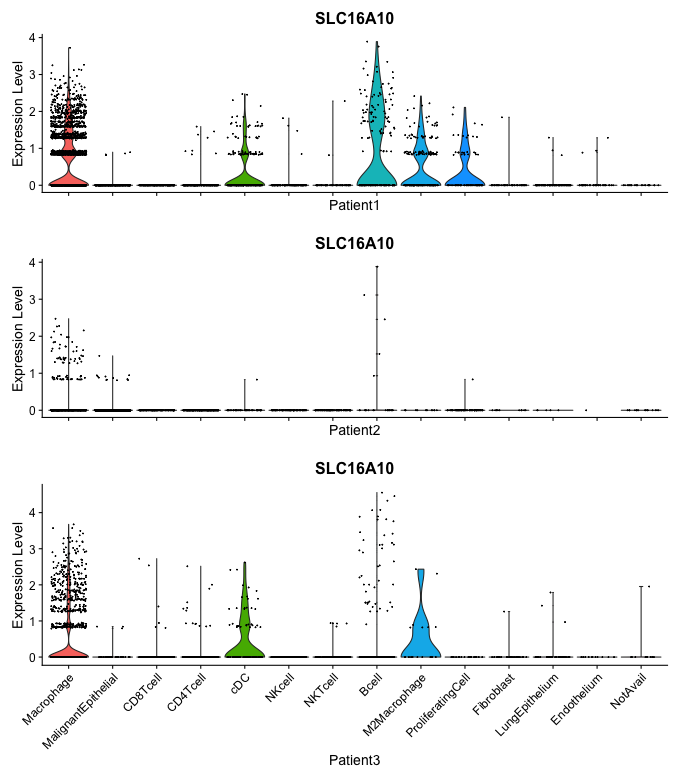 SLC16A10
Expression Level
4
3
2
1
0
Patient1
SLC16A10
Expression Level
4
3
2
1
0
Patient2
SLC16A10
Expression Level
4
3
2
1
0
Macrophage
MalignantEpithelial
CD8Tcell
CD4Tcell
cDC
NKcell
NKTcell
Bcell
M2Macrophage
ProliferatingCell
Fibroblast
LungEpithelium
Endothelium
NotAvail
Patient3